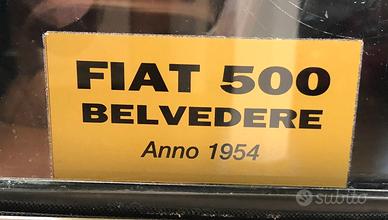 FIAT 500
BELVEDERE
Anno 1954
subito